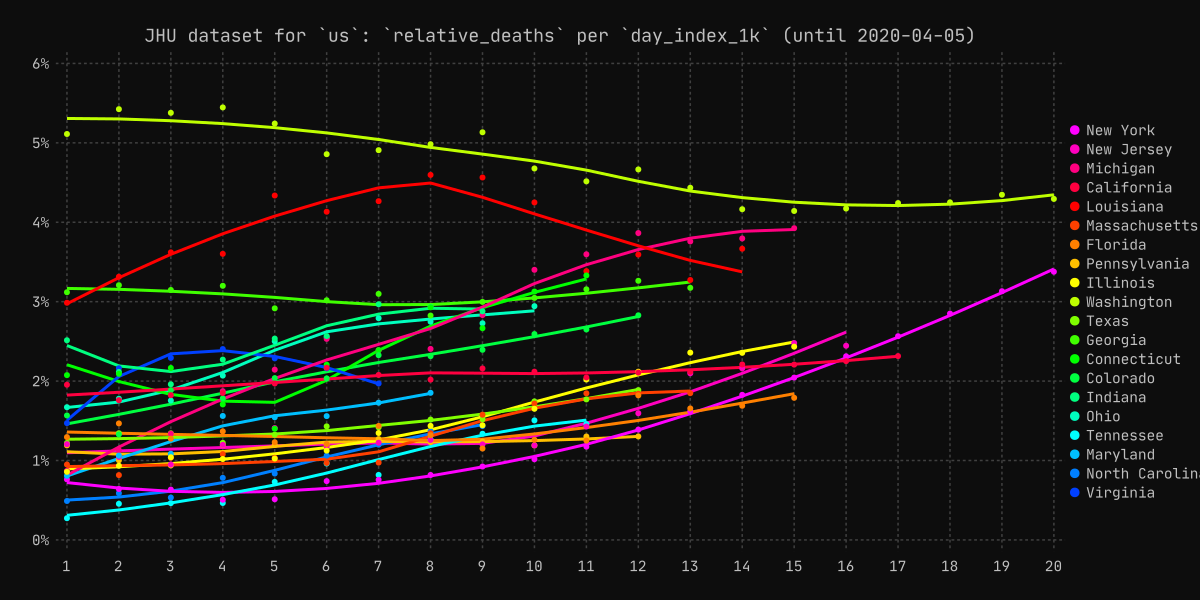 JHU dataset for `us`: `relative_deaths` per `day_index_1k` (until 2020-04-05)
6%
5%
4%
3%
2%
1%
0%
1 2 3 4 5 6 7 8 9 10 11 12 13 14 15 16 17 18 19 20
New York
New Jersey
Michigan
California
Louisiana
Massachusetts
Florida
Pennsylvania
Illinois
Washington
Texas
Georgia
Connecticut
Colorado
Indiana
Ohio
Tennessee
Maryland
North Carolina
Virginia